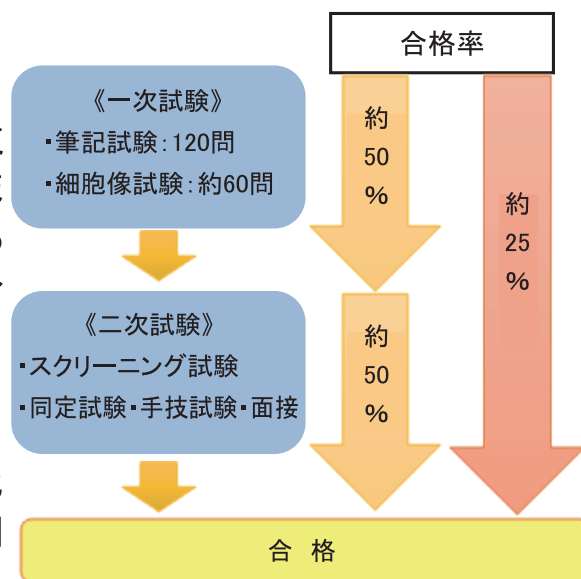 合格率
《一次試験》
・筆記試験：120問
・細胞像試験：約60問
約
50
%
約
25
%
《二次試験》
・スクリーニング試験
・同定試験・手技試験・面接
約
50
%
合 格